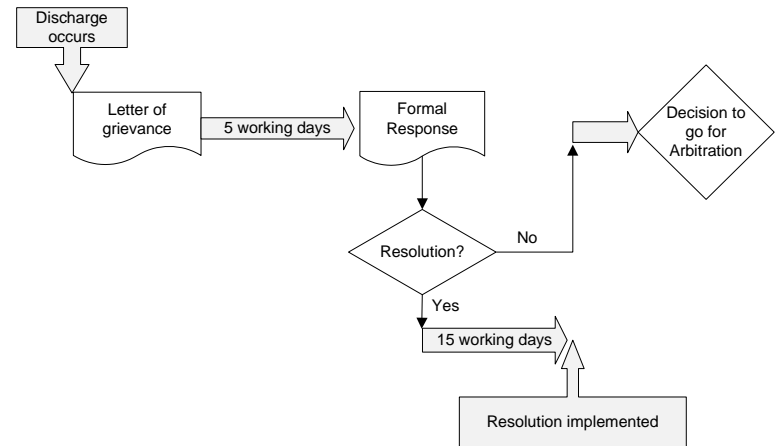 Discharge
occurs
Letter of
grievance
5 working days
Formal
Response
Decision to
go for
Arbitration
Resolution?
No
Yes
15 working days
Resolution implemented